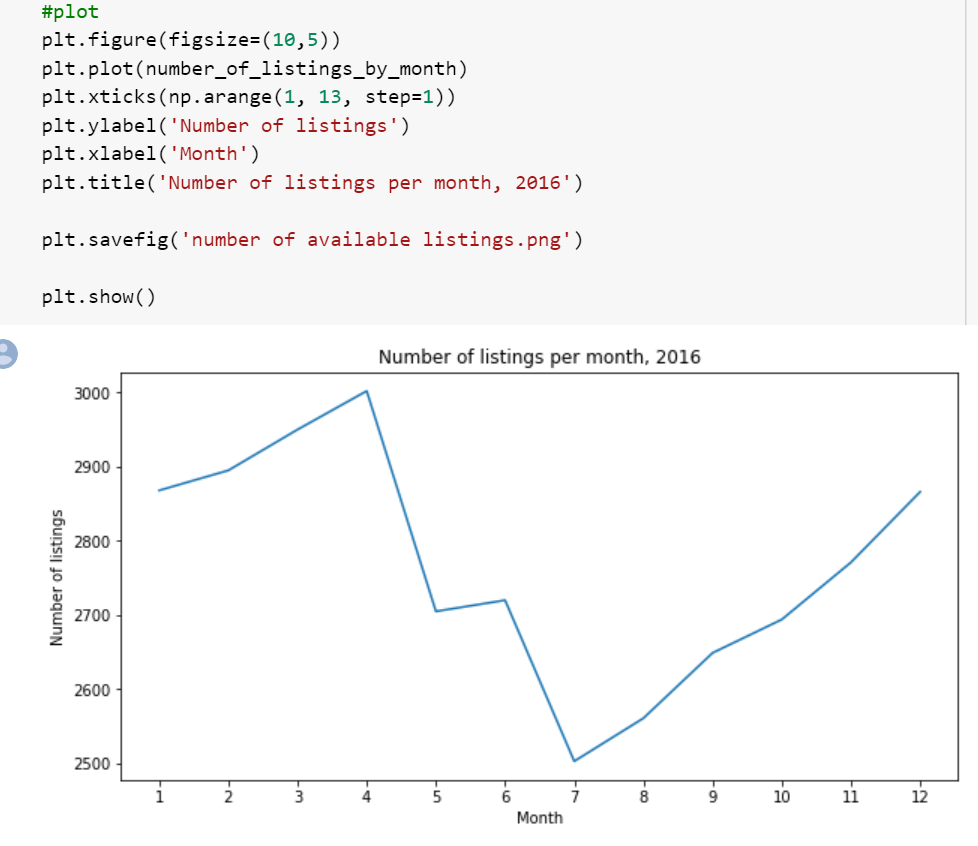 #plot
plt.figure(figsize=(10,5))
plt.plot(number_of_listings_by_month)
plt.xticks(np.arange(1, 13, step=1))
plt.ylabel('Number of listings')
plt.xlabel('Month')
plt.title('Number of listings per month, 2016')
plt.savefig('number of available listings.png')
plt.show()
Number of listings per month, 2016
3000
2900
2800
2700
2600
2500
Number of listings
1 2 3 4 5 6 7 8 9 10 11 12
Month